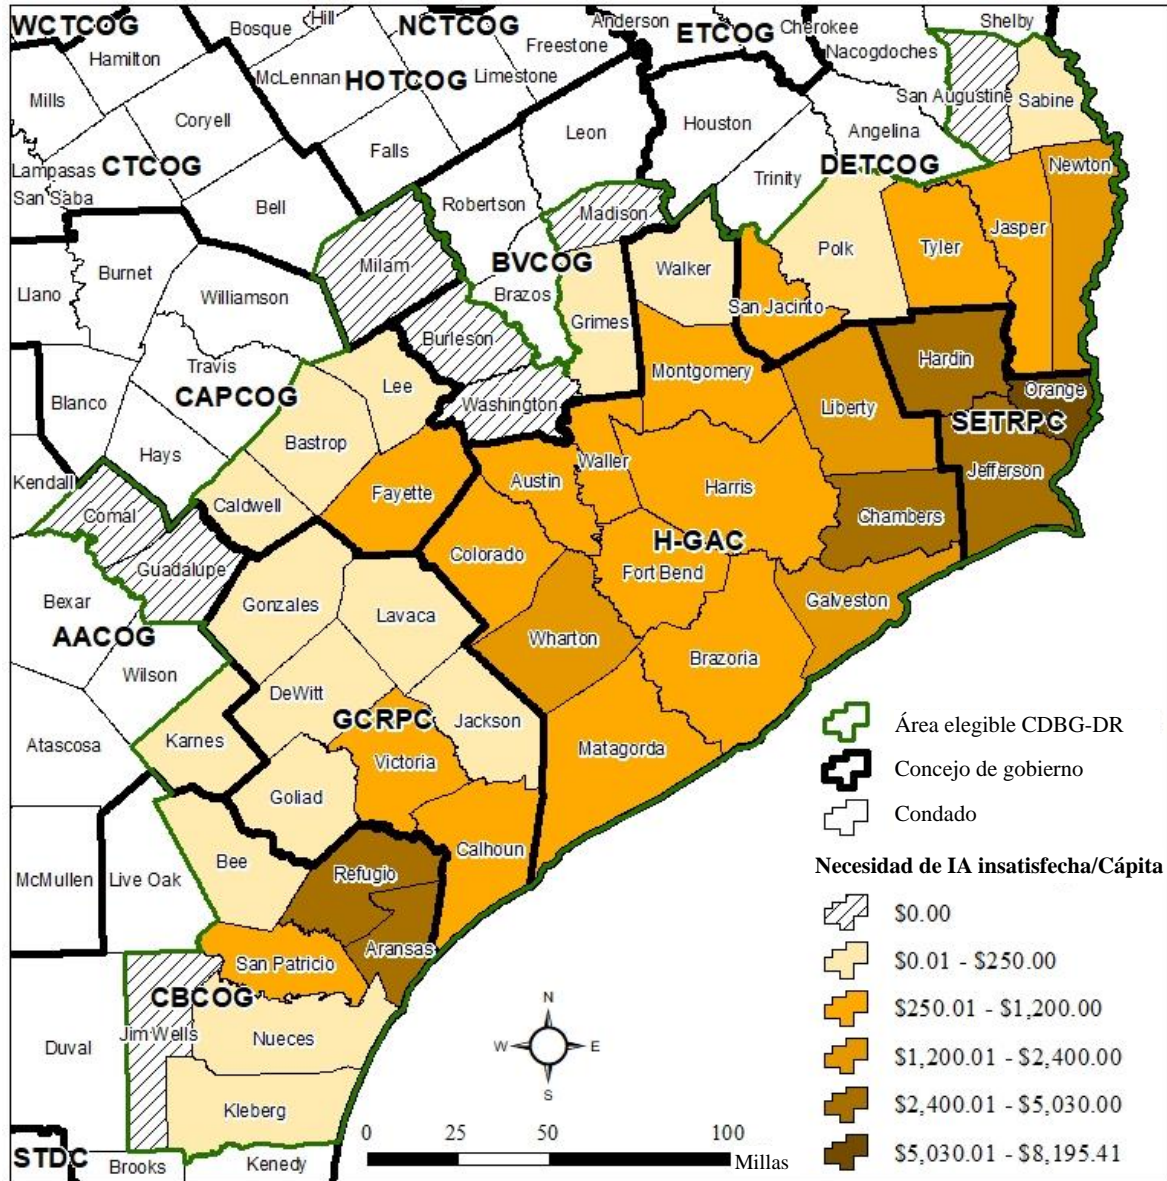 WCTCOG
Hill
Bosque
NCTCOG
Anderson
ETCOG
Cherokee
Shelby
Hamilton
Freestone
Nacogdoches
McLennan
HOTCOG
Limestone
Mills
San Augustine
Sabine
Coryell
Leon
Houston
Angelina
Falls
Lampasas
CTCOG
DETCOG
Newton
San Saba
Bell
Robertson
Trinity
Madison
Jasper
Polk
Tyler
Burnet
Milam
BVCOG
Walker
Llano
Williamson
Brazos
San Jacinto
Grimes
Burleson
Travis
Hardin
Montgomery
Lee
CAPCOG
Orange
Blanco
Washington
Liberty
SETRPC
Bastrop
Hays
Waller
Jefferson
Kendall
Austin
Fayette
Harris
Caldwell
Comal
Chambers
H-GAC
Colorado
Guadalupe
Fort Bend
Bexar
Gonzales
Galveston
Lavaca
AACOG
Wharton
Brazoria
Wilson
DeWitt
GCRPC
Jackson
Karnes
Atascosa
Matagorda
Victoria
Goliad
Calhoun
Bee
Refugio
McMullen
Live Oak
Aransas
San Patricio
CBCOG
Jim Wells
Nueces
Duval
Kleberg
STDC
Brooks
Kenedy
Área elegible CDBG-DR
Concejo de gobierno
Condado
Necesidad de IA insatisfecha/Cápita
$0.00
$0.01 - $250.00
$250.01 - $1,200.00
$1,200.01 - $2,400.00
$2,400.01 - $5,030.00
$5,030.01 - $8,195.41
N
W E
S
0 25 50 100
Millas